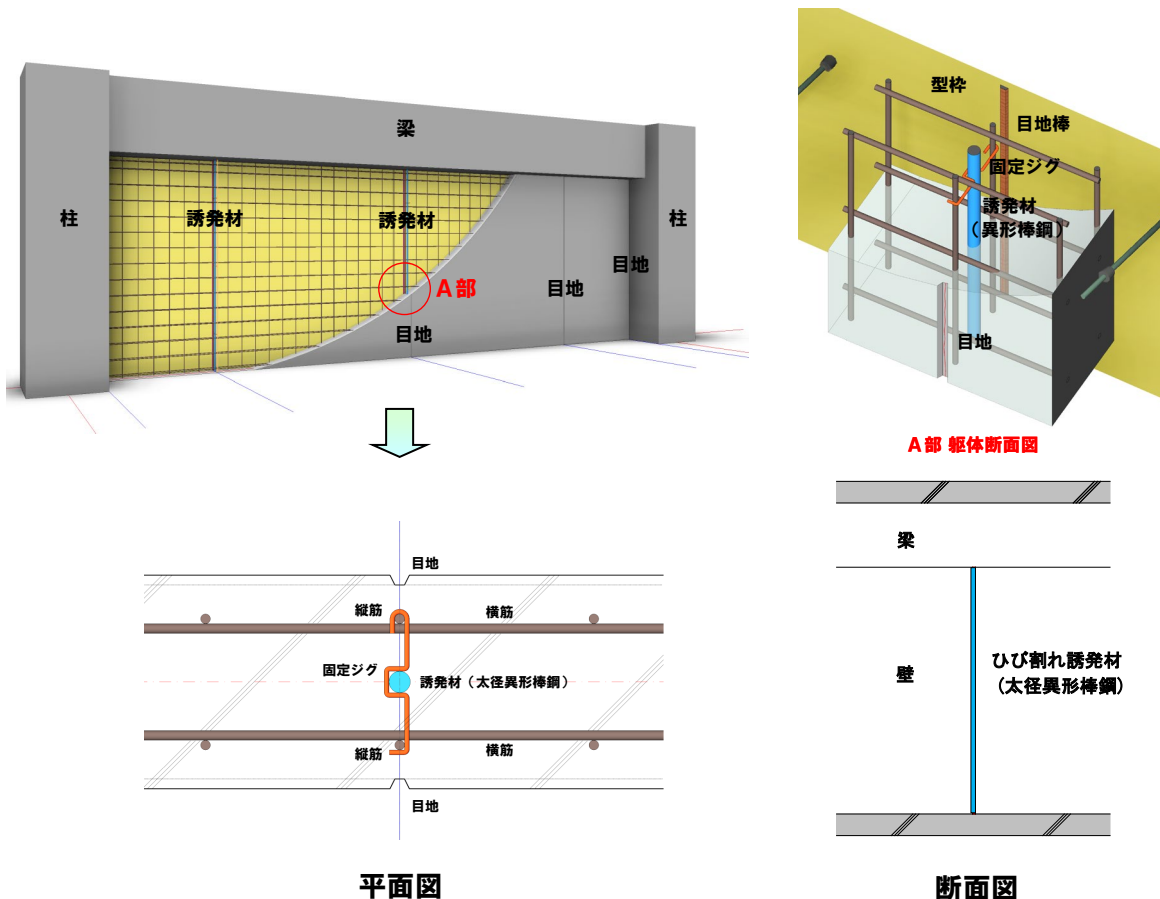 梁
柱
誘発材
誘発材
柱
目地
A部
目地
目地
型枠
目地棒
固定ジグ
誘発材
（異形棒鋼）
目地
A部 躯体断面図
目地
縦筋
横筋
固定ジグ
誘発材（太径異形棒鋼）
縦筋
横筋
目地
平面図
梁
壁
ひび割れ誘発材
(太径異形棒鋼)
断面図